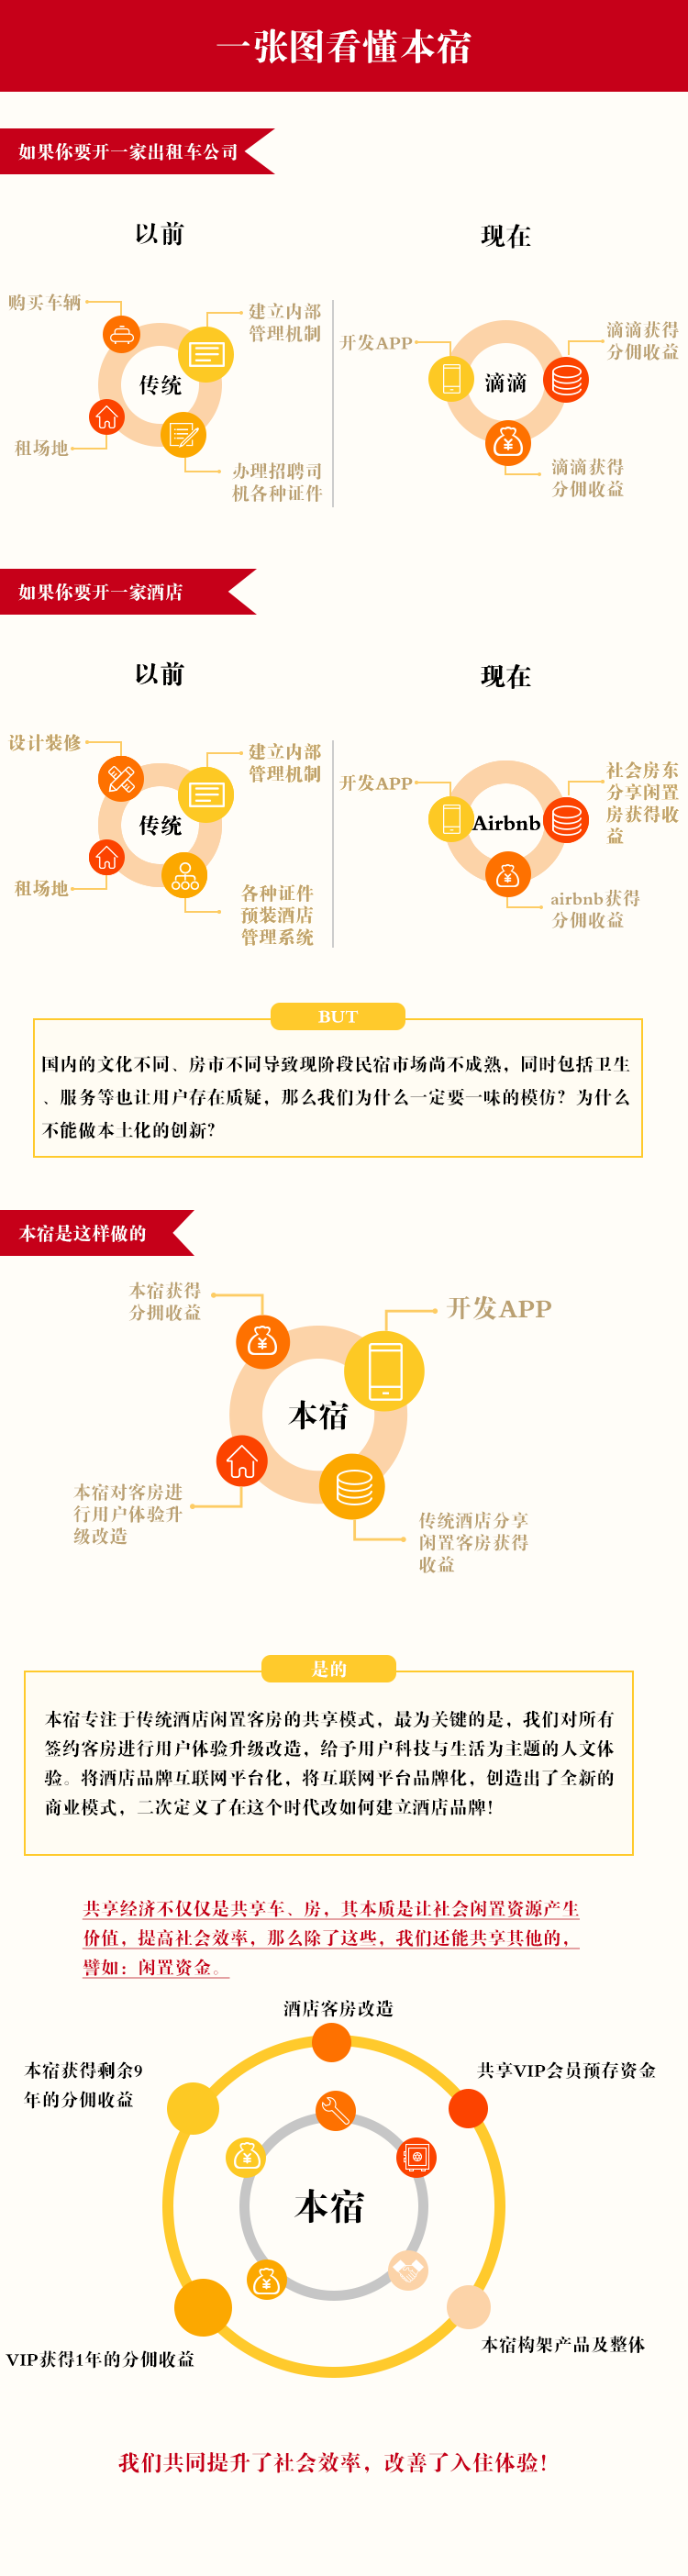 一张图看懂本宿
如果你要开一家出租车公司
以前
现在
购买车辆
建立内部
管理机制
传统
租场地
办理招聘司
机各种证件
开发APP
滴滴获得
分佣收益
滴滴
滴滴获得
分佣收益
如果你要开一家酒店
以前
现在
设计装修
建立内部
管理机制
传统
租场地
各种证件
预装酒店
管理系统
开发APP
社会房东
分享闲置
房获得收
益
Airbnb
airbnb获得
分佣收益
BUT
国内的文化不同、房市不同导致现阶段民宿市场尚不成熟，同时包括卫生
、服务等也让用户存在质疑，那么我们为什么一定要一味的模仿？为什么
不能做本土化的创新？
本宿是这样做的
本宿获得
分拥收益
开发APP
本宿
本宿对客房进
行用户体验升
级改造
传统酒店分享
闲置客房获得
收益
是的
本宿专注于传统酒店闲置客房的共享模式，最为关键的是，我们对所有
签约客房进行用户体验升级改造，给予用户科技与生活为主题的人文体
验。将酒店品牌互联网平台化，将互联网平台品牌化，创造出了全新的
商业模式，二次定义了在这个时代改如何建立酒店品牌！
共享经济不仅仅是共享车、房，其本质是让社会闲置资源产生
价值，提高社会效率，那么除了这些，我们还能共享其他的，
譬如：闲置资金。
酒店客房改造
本宿获得剩余9
年的分佣收益
共享VIP会员预存资金
本宿
本宿构架产品及整体
VIP获得1年的分佣收益
我们共同提升了社会效率，改善了入住体验！